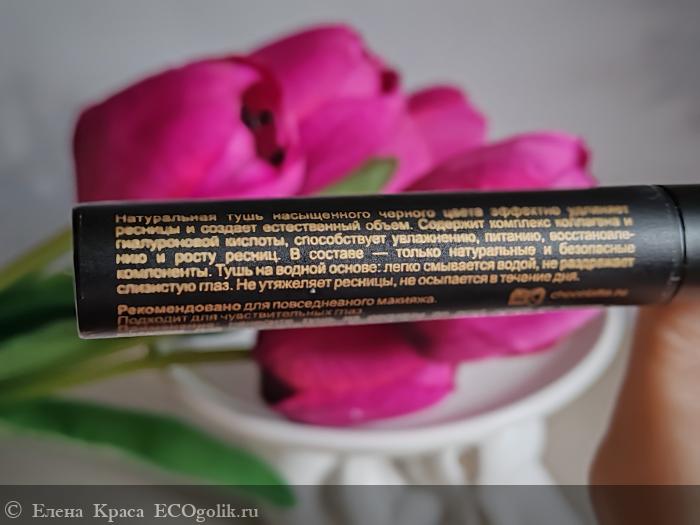 Натуральная тушь насыщенного черного цвета эффектно удлиняет
ресницы и создает естественный объем. Содержит комплекс коллагена и
гиалуроновой кислоты, способствует увлажнению, питанию, восстановле-
нию и росту ресниц. В составе — только натуральные и безопасные
компоненты. Тушь на водной основе: легко смывается водой, не раздражает
слизистую глаз. Не утяжеляет ресницы, не осыпается в течение дня.
Рекомендовано для повседневного макияжа.
Подходит для чувствительных глаз.
© Елена Краса ECOgolik.ru